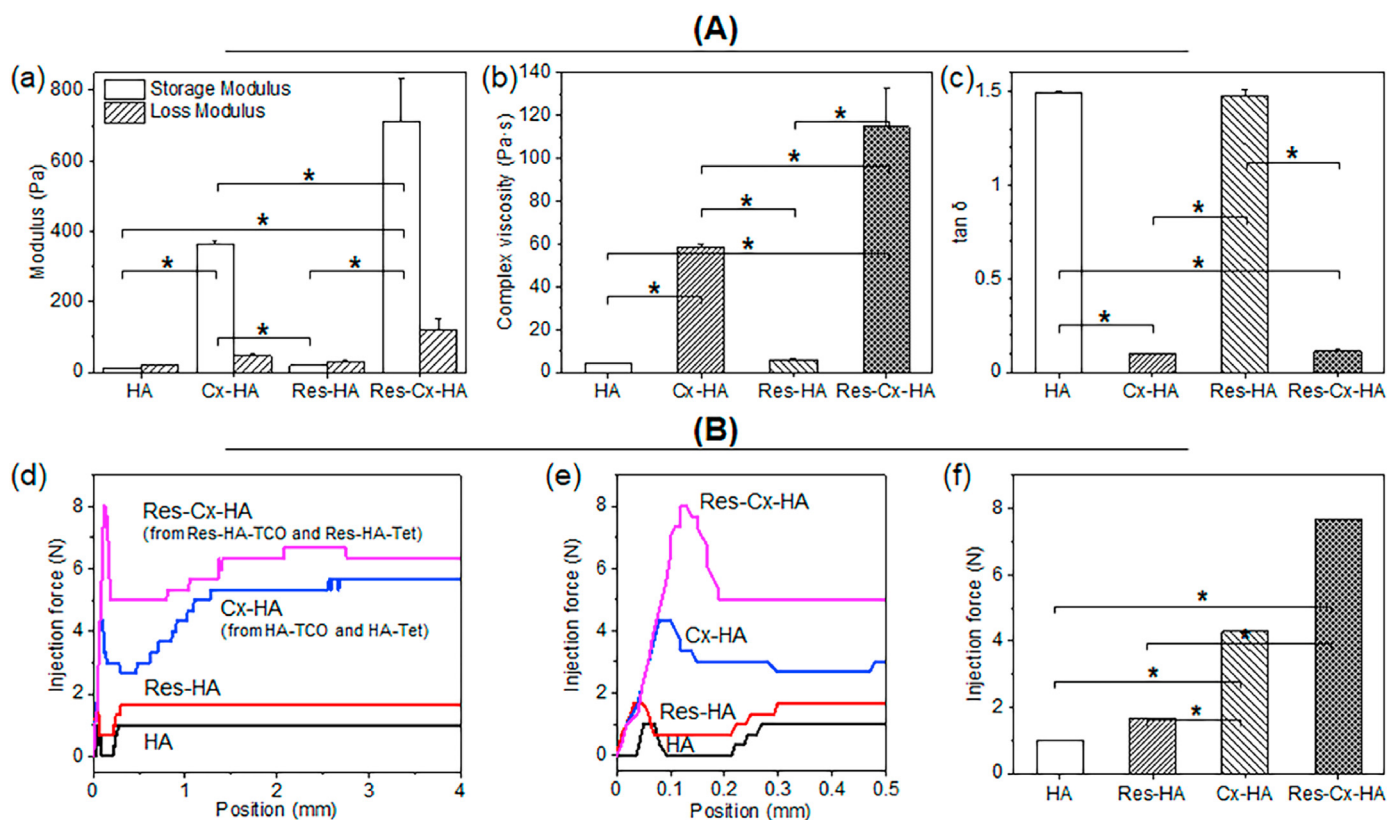 (A)
(a)
Storage Modulus
Loss Modulus
Modulus (Pa)
800
600
400
200
0
*
*
*
*
*
HA
Cx-HA
Res-HA
Res-Cx-HA
(b)
Complex viscosity (Pa·s)
140
120
100
80
60
40
20
0
*
*
*
*
*
HA
Cx-HA
Res-HA
Res-Cx-HA
(c)
tan δ
1.5
1
0.5
0
*
*
*
*
HA
Cx-HA
Res-HA
Res-Cx-HA
(B)
(d)
Injection force (N)
8
6
4
2
0
Res-Cx-HA
(from Res-HA-TCO and Res-HA-Tet)
Cx-HA
(from HA-TCO and HA-Tet)
Res-HA
HA
0
1
2
3
4
Position (mm)
(e)
Injection force (N)
8
6
4
2
0
Res-Cx-HA
Cx-HA
Res-HA
HA
0
0.1
0.2
0.3
0.4
0.5
Position (mm)
(f)
Injection force (N)
8
6
4
2
0
*
*
*
*
HA
Res-HA
Cx-HA
Res-Cx-HA